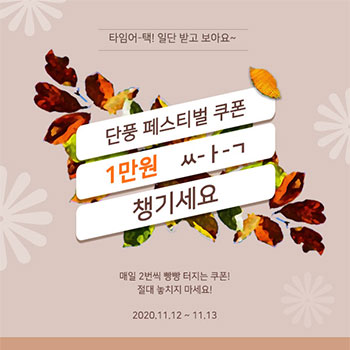 타임어-택! 일단 받고 보아요~
단풍 페스티벌 쿠폰
1만원 ㅆ-ㅏ-ㄱ
챙기세요
매일 2번씩 빵빵 터지는 쿠폰!
절대 놓치지 마세요!
2020.11.12 ~ 11.13